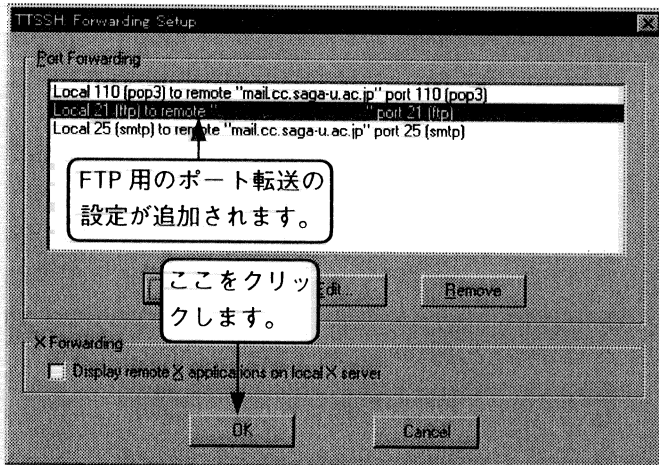 TTSSH: Forwarding Setup
Port Forwarding
Local 110 (pop3) to remote "mail.cc.saga-u.ac.jp" port 110 (pop3)
Local 21 (ftp) to remote " " port 21 (ftp)
Local 25 (smtp) to remote "mail.cc.saga-u.ac.jp" port 25 (smtp)
FTP 用のポート転送の
設定が追加されます。
ここをクリッ
クします。
Edit...
Remove
X Forwarding
Display remote X applications on local X server
OK
Cancel